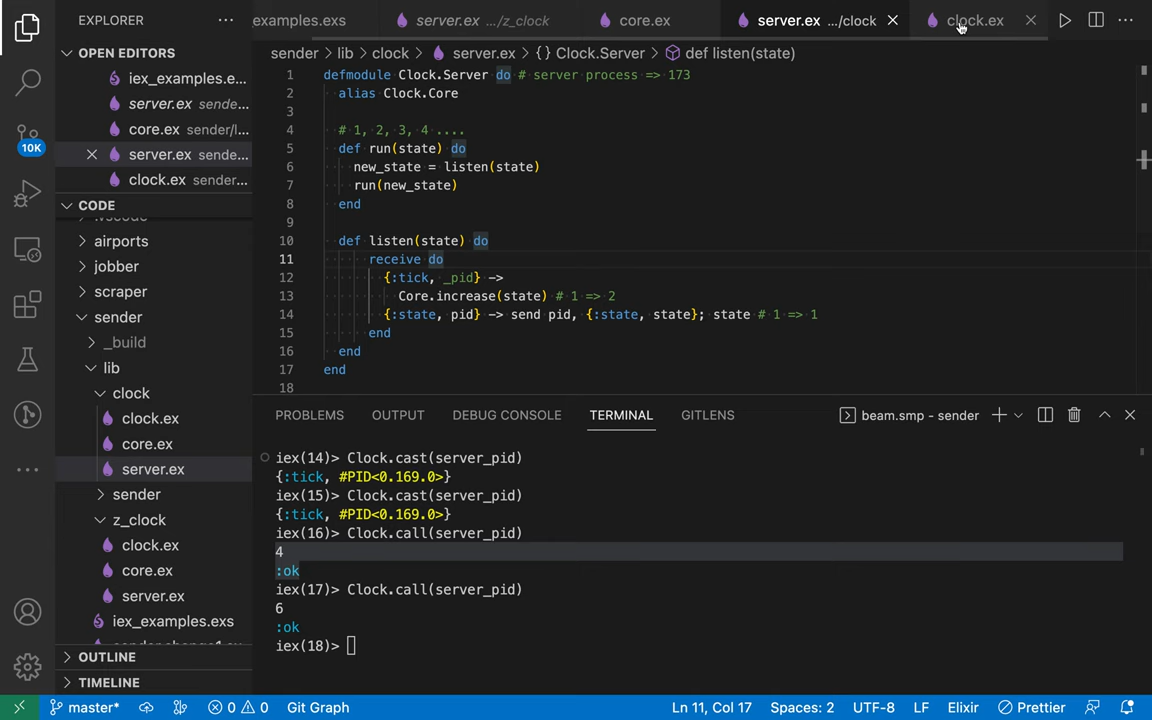 EXPLORER
OPEN EDITORS
iex_examples.e...
server.ex sende...
core.ex sender/l...
server.ex sende...
clock.ex sender...
CODE
airports
jobber
scraper
sender
_build
lib
clock
clock.ex
core.ex
server.ex
sender
z_clock
clock.ex
core.ex
server.ex
iex_examples.exs
OUTLINE
TIMELINE
10K
examples.exs
server.ex .../z_clock
core.ex
server.ex .../clock
clock.ex
sender > lib > clock > server.ex > {} Clock.Server > def listen(state)
1 defmodule Clock.Server do # server process => 173
2 alias Clock.Core
3
4 # 1, 2, 3, 4 ....
5 def run(state) do
6 new_state = listen(state)
7 run(new_state)
8 end
9
10 def listen(state) do
11 receive do
12 {:tick, _pid} ->
13 Core.increase(state) # 1 => 2
14 {:state, pid} -> send pid, {:state, state}; state # 1 => 1
15 end
16 end
17 end
18
PROBLEMS OUTPUT DEBUG CONSOLE TERMINAL GITLENS
beam.smp - sender
iex(14)> Clock.cast(server_pid)
{:tick, #PID<0.169.0>}
iex(15)> Clock.cast(server_pid)
{:tick, #PID<0.169.0>}
iex(16)> Clock.call(server_pid)
4
:ok
iex(17)> Clock.call(server_pid)
6
:ok
iex(18)>
master* 0 0 Git Graph Ln 11, Col 17 Spaces: 2 UTF-8 LF Elixir Prettier